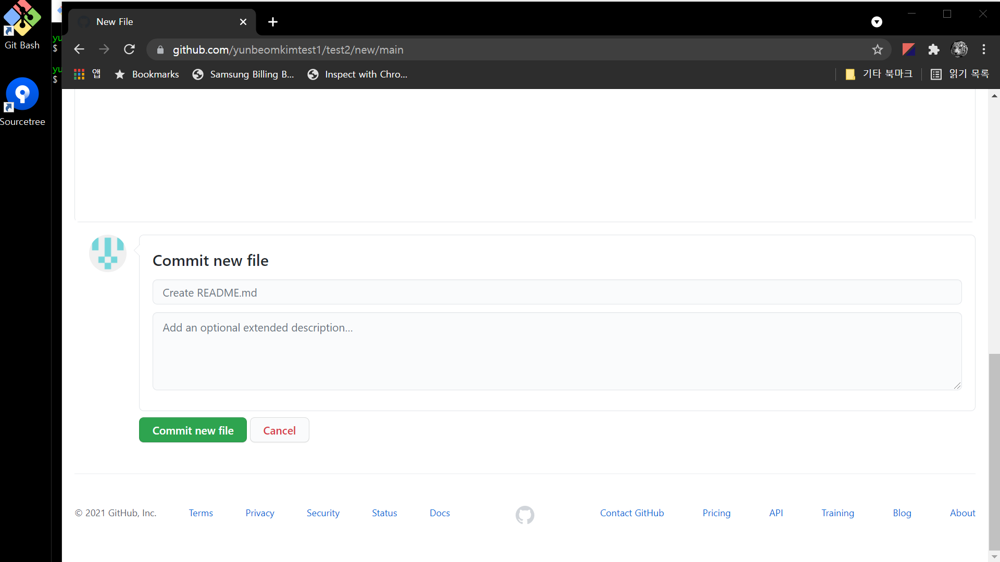 Git Bash
Sourcetree
yu
$
yu
$
New File
github.com/yunbeomkimtest1/test2/new/main
앱
Bookmarks
Samsung Billing B...
Inspect with Chro...
기타 북마크
읽기 목록
Commit new file
Create README.md
Add an optional extended description...
Commit new file
Cancel
© 2021 GitHub, Inc.
Terms
Privacy
Security
Status
Docs
Contact GitHub
Pricing
API
Training
Blog
About